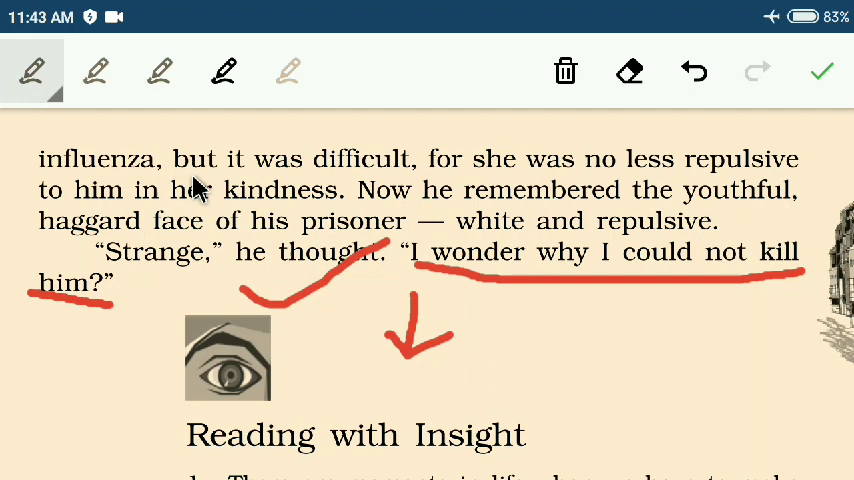 11:43 AM 83%
influenza, but it was difficult, for she was no less repulsive
to him in her kindness. Now he remembered the youthful,
haggard face of his prisoner — white and repulsive.
“Strange,” he thought. “I wonder why I could not kill
him?”
Reading with Insight